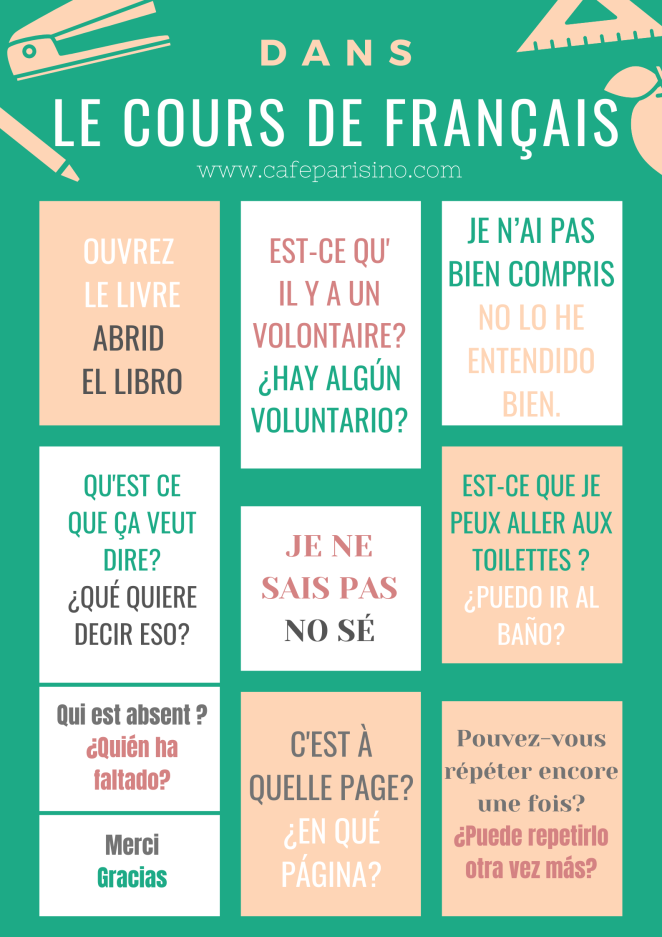 DANS
LE COURS DE FRANÇAIS
www.cafeparisino.com
OUVREZ
LE LIVRE
ABRID
EL LIBRO
EST-CE QU'
IL Y A UN
VOLONTAIRE?
¿HAY ALGÚN
VOLUNTARIO?
JE N’AI PAS
BIEN COMPRIS
NO LO HE
ENTENDIDO
BIEN.
QU'EST CE
QUE ÇA VEUT
DIRE?
¿QUÉ QUIERE
DECIR ESO?
JE NE
SAIS PAS
NO SÉ
EST-CE QUE JE
PEUX ALLER AUX
TOILETTES ?
¿PUEDO IR AL
BAÑO?
Qui est absent ?
¿Quién ha
faltado?
Merci
Gracias
C'EST À
QUELLE PAGE?
¿EN QUÉ
PÁGINA?
Pouvez-vous
répéter encore
une fois?
¿Puede repetirlo
otra vez más?